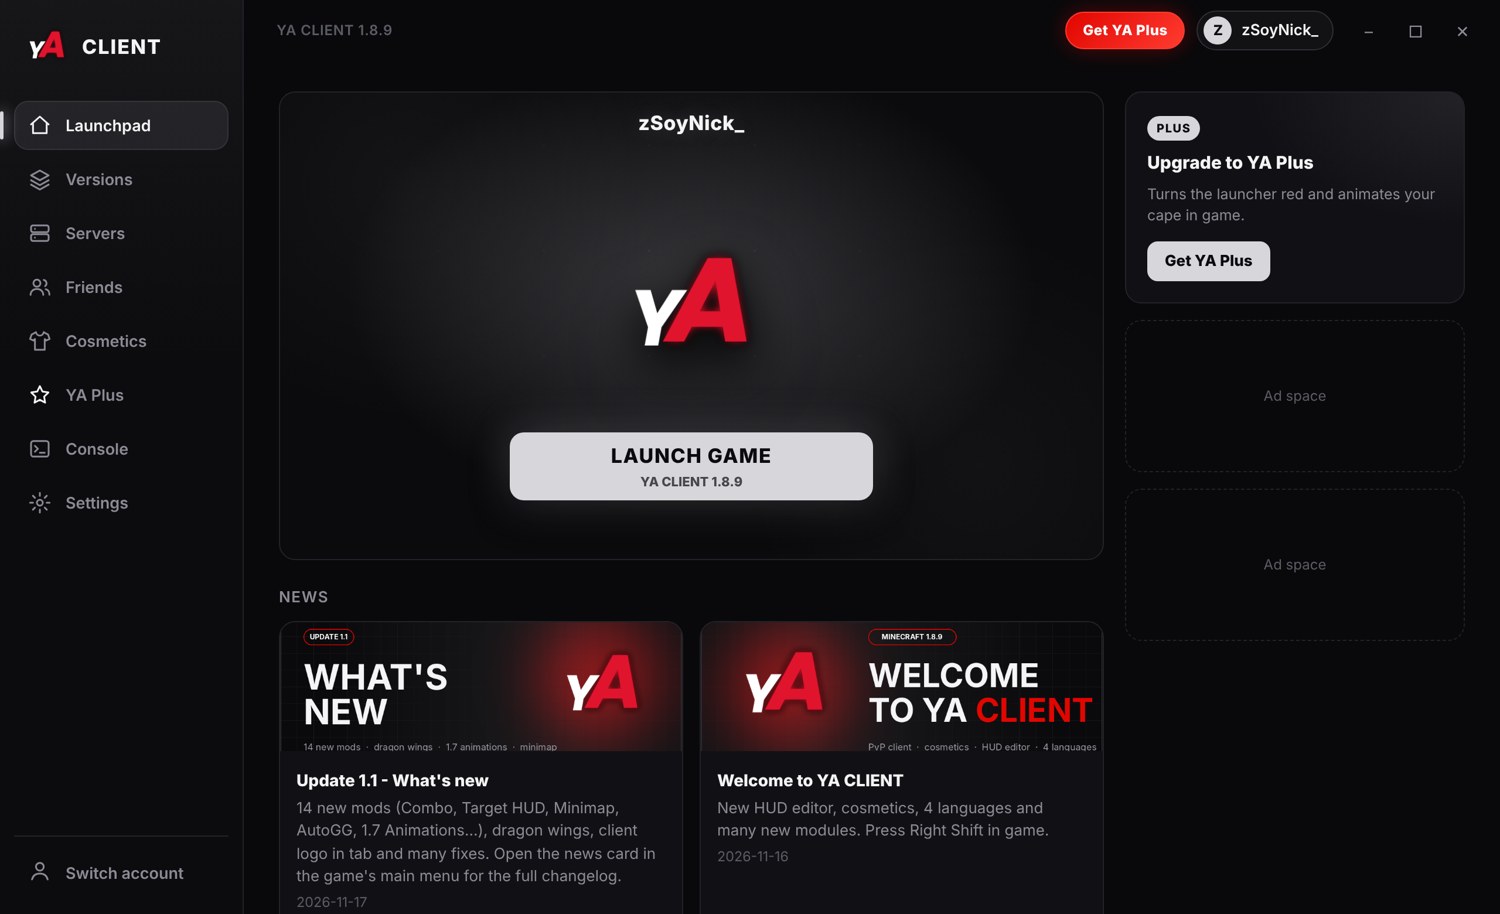 YA CLIENT
Launchpad
Versions
Servers
Friends
Cosmetics
YA Plus
Console
Settings
Switch account
YA CLIENT 1.8.9
Get YA Plus
Z zSoyNick_
zSoyNick_
YA
LAUNCH GAME
YA CLIENT 1.8.9
PLUS
Upgrade to YA Plus
Turns the launcher red and animates your
cape in game.
Get YA Plus
Ad space
Ad space
NEWS
UPDATE 1.1
WHAT'S
NEW
YA
14 new mods · dragon wings · 1.7 animations · minimap
Update 1.1 - What's new
14 new mods (Combo, Target HUD, Minimap,
AutoGG, 1.7 Animations...), dragon wings, client
logo in tab and many fixes. Open the news card in
the game's main menu for the full changelog.
2026-11-17
YA
MINECRAFT 1.8.9
WELCOME
TO YA CLIENT
PvP client · cosmetics · HUD editor · 4 languages
Welcome to YA CLIENT
New HUD editor, cosmetics, 4 languages and
many new modules. Press Right Shift in game.
2026-11-16